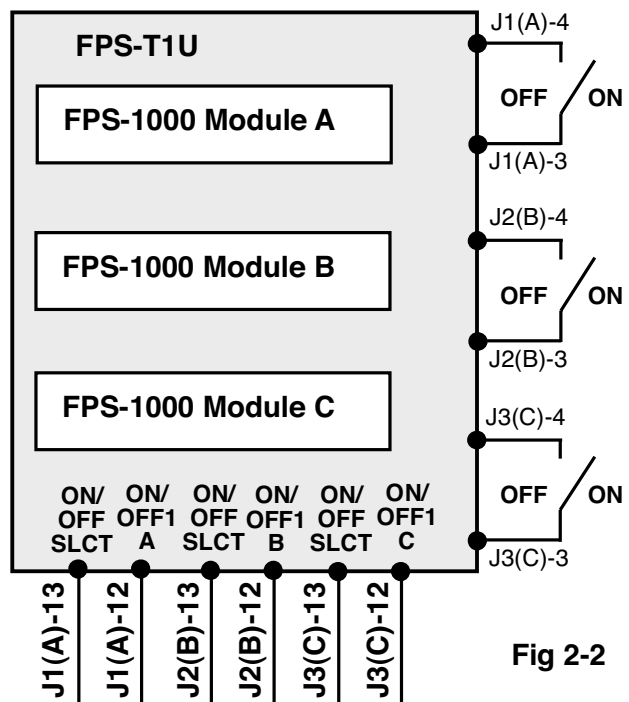 FPS-T1U
FPS-1000 Module A
FPS-1000 Module B
FPS-1000 Module C
J1(A)-4
OFF ON
J1(A)-3
J2(B)-4
OFF ON
J2(B)-3
J3(C)-4
OFF ON
J3(C)-3
ON/
OFF
SLCT
ON/
OFF1
A
ON/
OFF
SLCT
ON/
OFF1
B
ON/
OFF
SLCT
ON/
OFF1
C
J1(A)-13
J1(A)-12
J2(B)-13
J2(B)-12
J3(C)-13
J3(C)-12
Fig 2-2